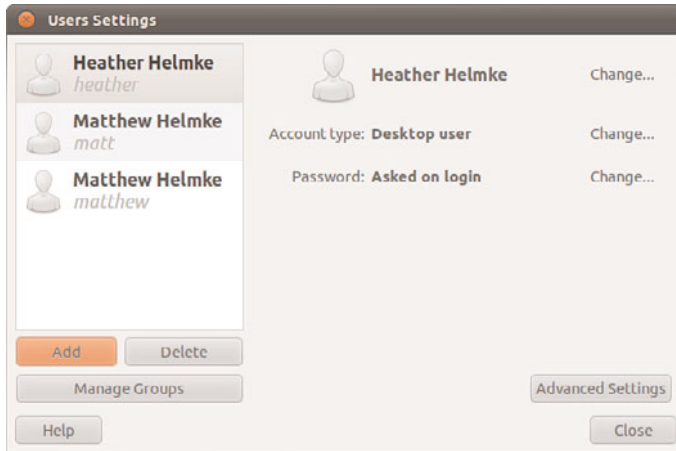 Users Settings
Heather Helmke
heather
Matthew Helmke
matt
Matthew Helmke
matthew
Add
Delete
Manage Groups
Help
Heather Helmke
Change...
Account type: Desktop user
Change...
Password: Asked on login
Change...
Advanced Settings
Close